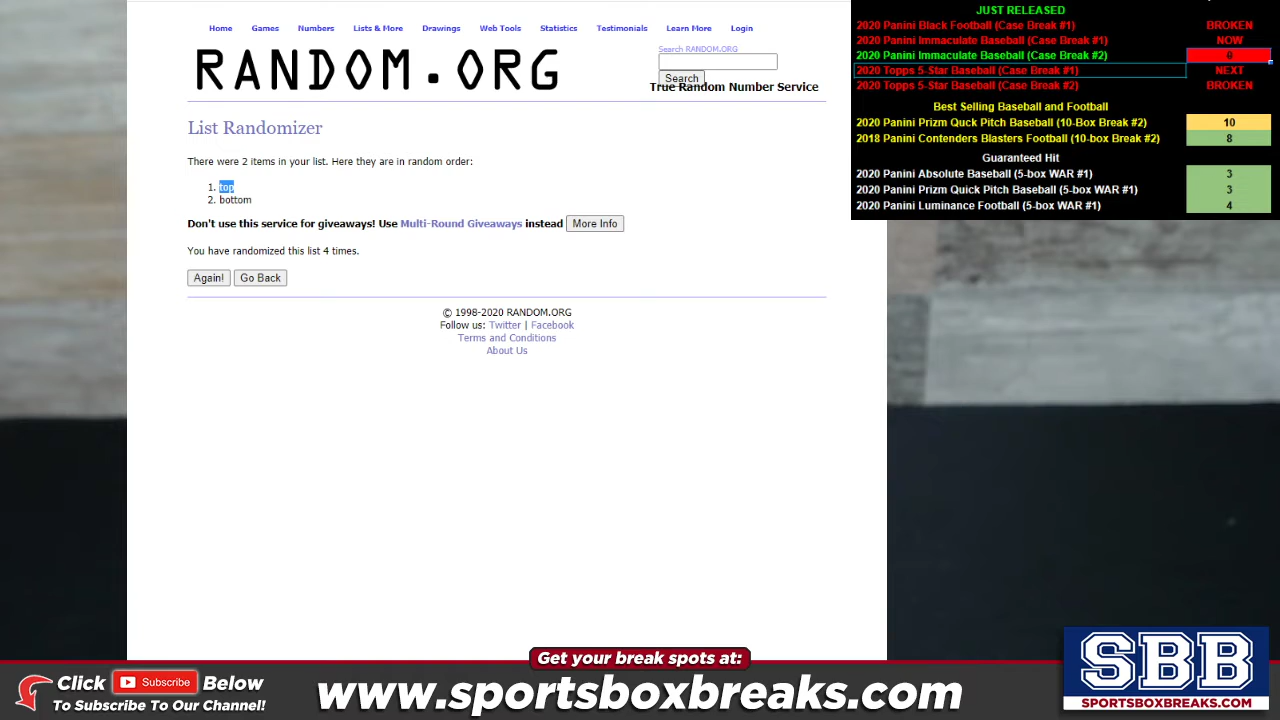 Home Games Numbers Lists & More Drawings Web Tools Statistics Testimonials Learn More Login
RANDOM.ORG
Search RANDOM.ORG
Search
True Random Number Service
List Randomizer
There were 2 items in your list. Here they are in random order:
1. top
2. bottom
Don't use this service for giveaways! Use Multi-Round Giveaways instead More Info
You have randomized this list 4 times.
Again! Go Back
© 1998-2020 RANDOM.ORG
Follow us: Twitter | Facebook
Terms and Conditions
About Us
JUST RELEASED
2020 Panini Black Football (Case Break #1) BROKEN
2020 Panini Immaculate Baseball (Case Break #1) NOW
2020 Panini Immaculate Baseball (Case Break #2) 0
2020 Topps 5-Star Baseball (Case Break #1) NEXT
2020 Topps 5-Star Baseball (Case Break #2) BROKEN
Best Selling Baseball and Football
2020 Panini Prizm Quck Pitch Baseball (10-Box Break #2) 10
2018 Panini Contenders Blasters Football (10-box Break #2) 8
Guaranteed Hit
2020 Panini Absolute Baseball (5-box WAR #1) 3
2020 Panini Prizm Quick Pitch Baseball (5-box WAR #1) 3
2020 Panini Luminance Football (5-box WAR #1) 4
Click Subscribe Below
To Subscribe To Our Channel!
Get your break spots at:
www.sportsboxbreaks.com
SBB
SPORTSBOXBREAKS.COM